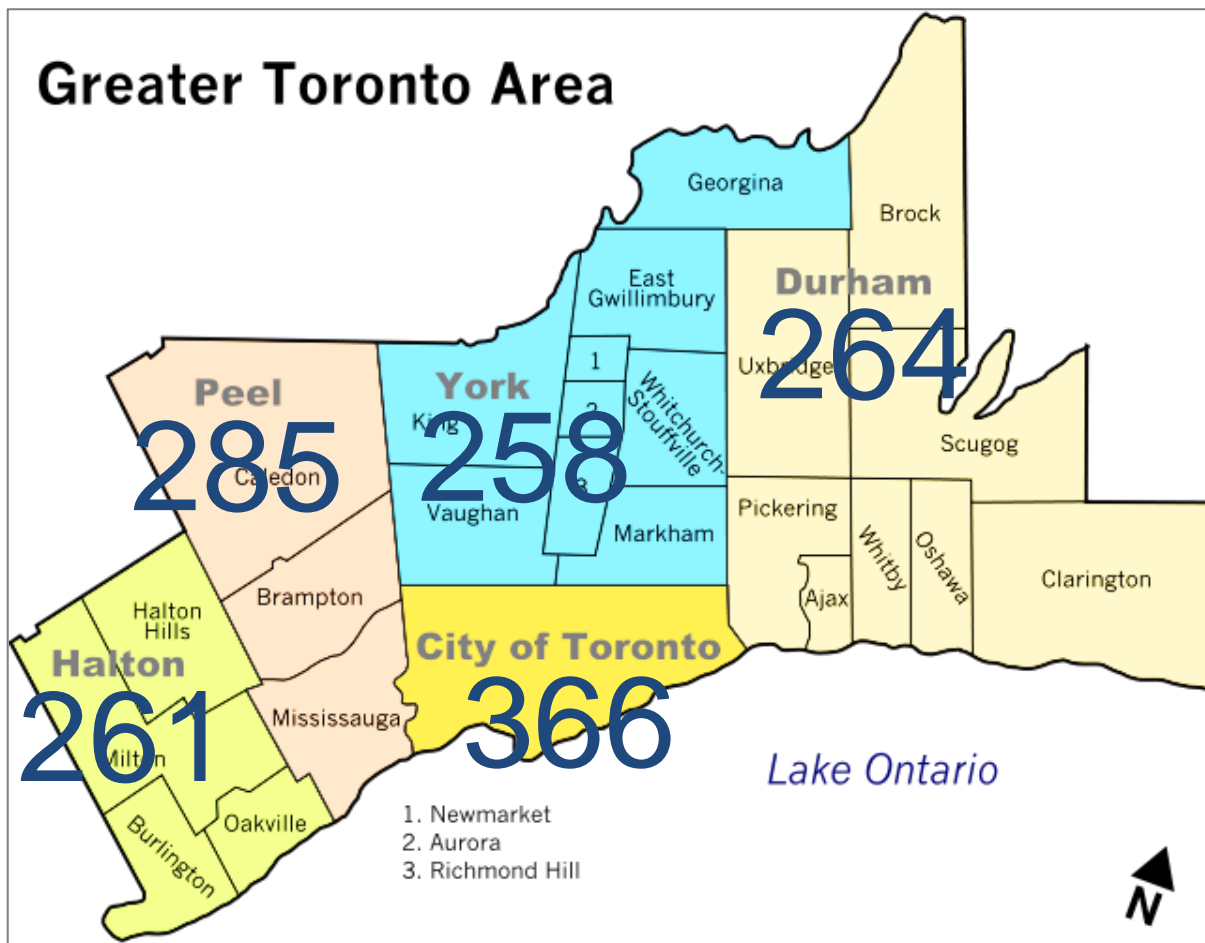 Greater Toronto Area
Georgina
Brock
East
Gwillimbury
Durham
264
Uxbridge
1
Peel
285
York
258
King
2
Whitchurch-
Stouffville
Scugog
Caledon
3
Vaughan
Markham
Pickering
Whitby
Oshawa
Clarington
Ajax
Brampton
Halton
Hills
Halton
261
City of Toronto
366
Mississauga
Milton
Lake Ontario
Oakville
Burlington
1. Newmarket
2. Aurora
3. Richmond Hill
N